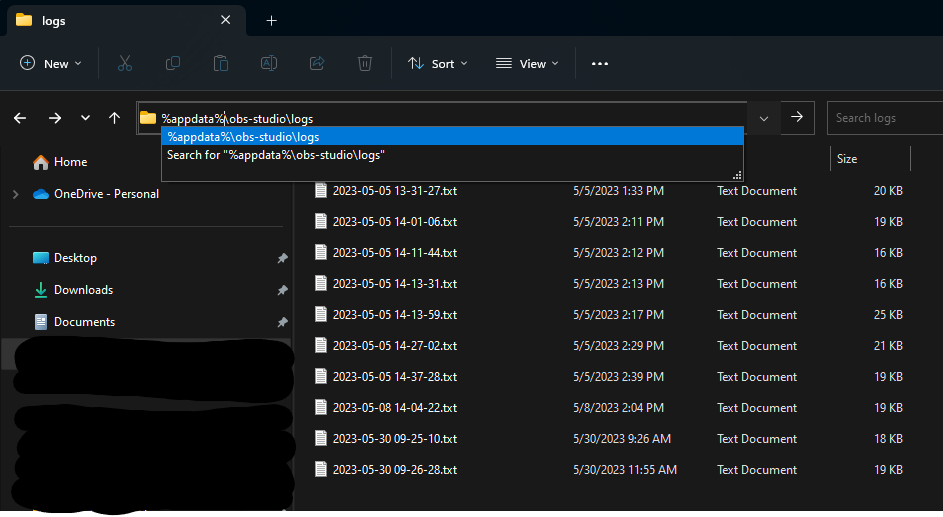 logs
New
Sort
View
%appdata%\obs-studio\logs
Search logs
%appdata%\obs-studio\logs
Search for "%appdata%\obs-studio\logs"
Size
Home
OneDrive - Personal
Desktop
Downloads
Documents
2023-05-05 13-31-27.txt 5/5/2023 1:33 PM Text Document 20 KB
2023-05-05 14-01-06.txt 5/5/2023 2:11 PM Text Document 19 KB
2023-05-05 14-11-44.txt 5/5/2023 2:12 PM Text Document 16 KB
2023-05-05 14-13-31.txt 5/5/2023 2:13 PM Text Document 16 KB
2023-05-05 14-13-59.txt 5/5/2023 2:17 PM Text Document 25 KB
2023-05-05 14-27-02.txt 5/5/2023 2:29 PM Text Document 21 KB
2023-05-05 14-37-28.txt 5/5/2023 2:39 PM Text Document 19 KB
2023-05-08 14-04-22.txt 5/8/2023 2:04 PM Text Document 19 KB
2023-05-30 09-25-10.txt 5/30/2023 9:26 AM Text Document 18 KB
2023-05-30 09-26-28.txt 5/30/2023 11:55 AM Text Document 19 KB